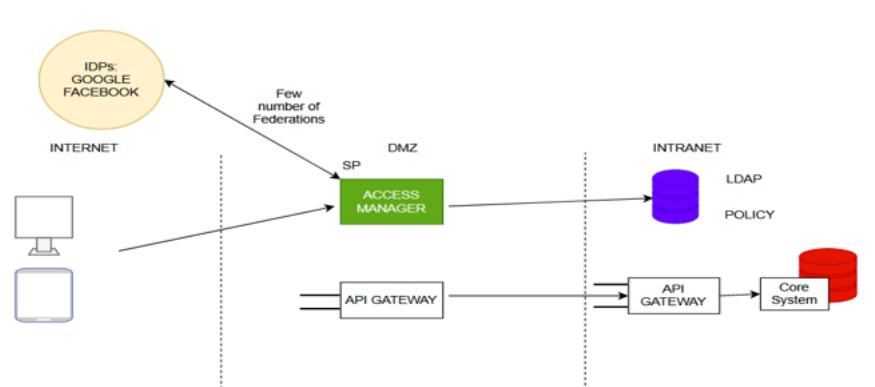 IDPs:
GOOGLE
FACEBOOK
Few
number of
Federations
INTERNET
DMZ
INTRANET
SP
ACCESS
MANAGER
LDAP
POLICY
API GATEWAY
API
GATEWAY
Core
System